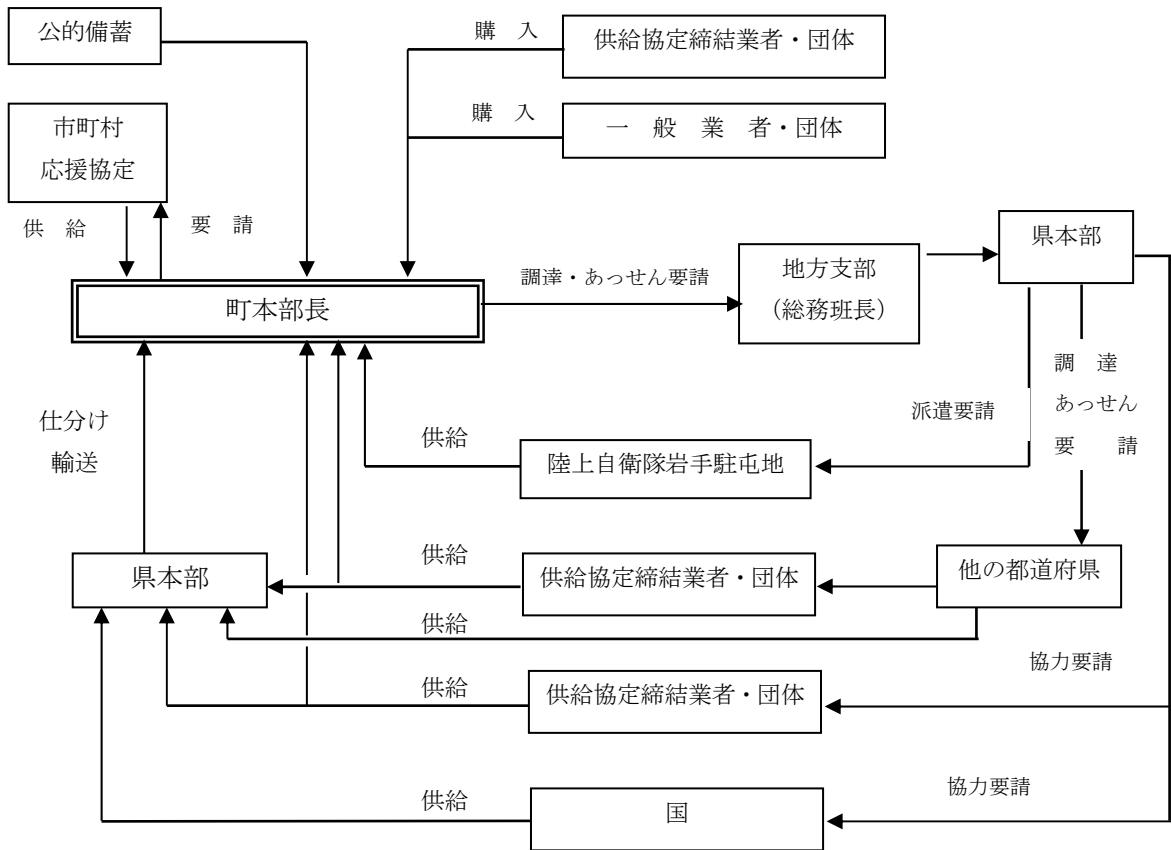 公的備蓄
購　入
供給協定締結業者・団体
市町村
応援協定
購　入
一　般　業　者・団体
供　給
要　請
県本部
町本部長
調達・あっせん要請
地方支部
（総務班長）
調　達
あっせん
要　　請
派遣要請
仕分け
輸送
供給
陸上自衛隊岩手駐屯地
県本部
供給
供給協定締結業者・団体
他の都道府県
供給
協力要請
供給
供給協定締結業者・団体
協力要請
供給
国